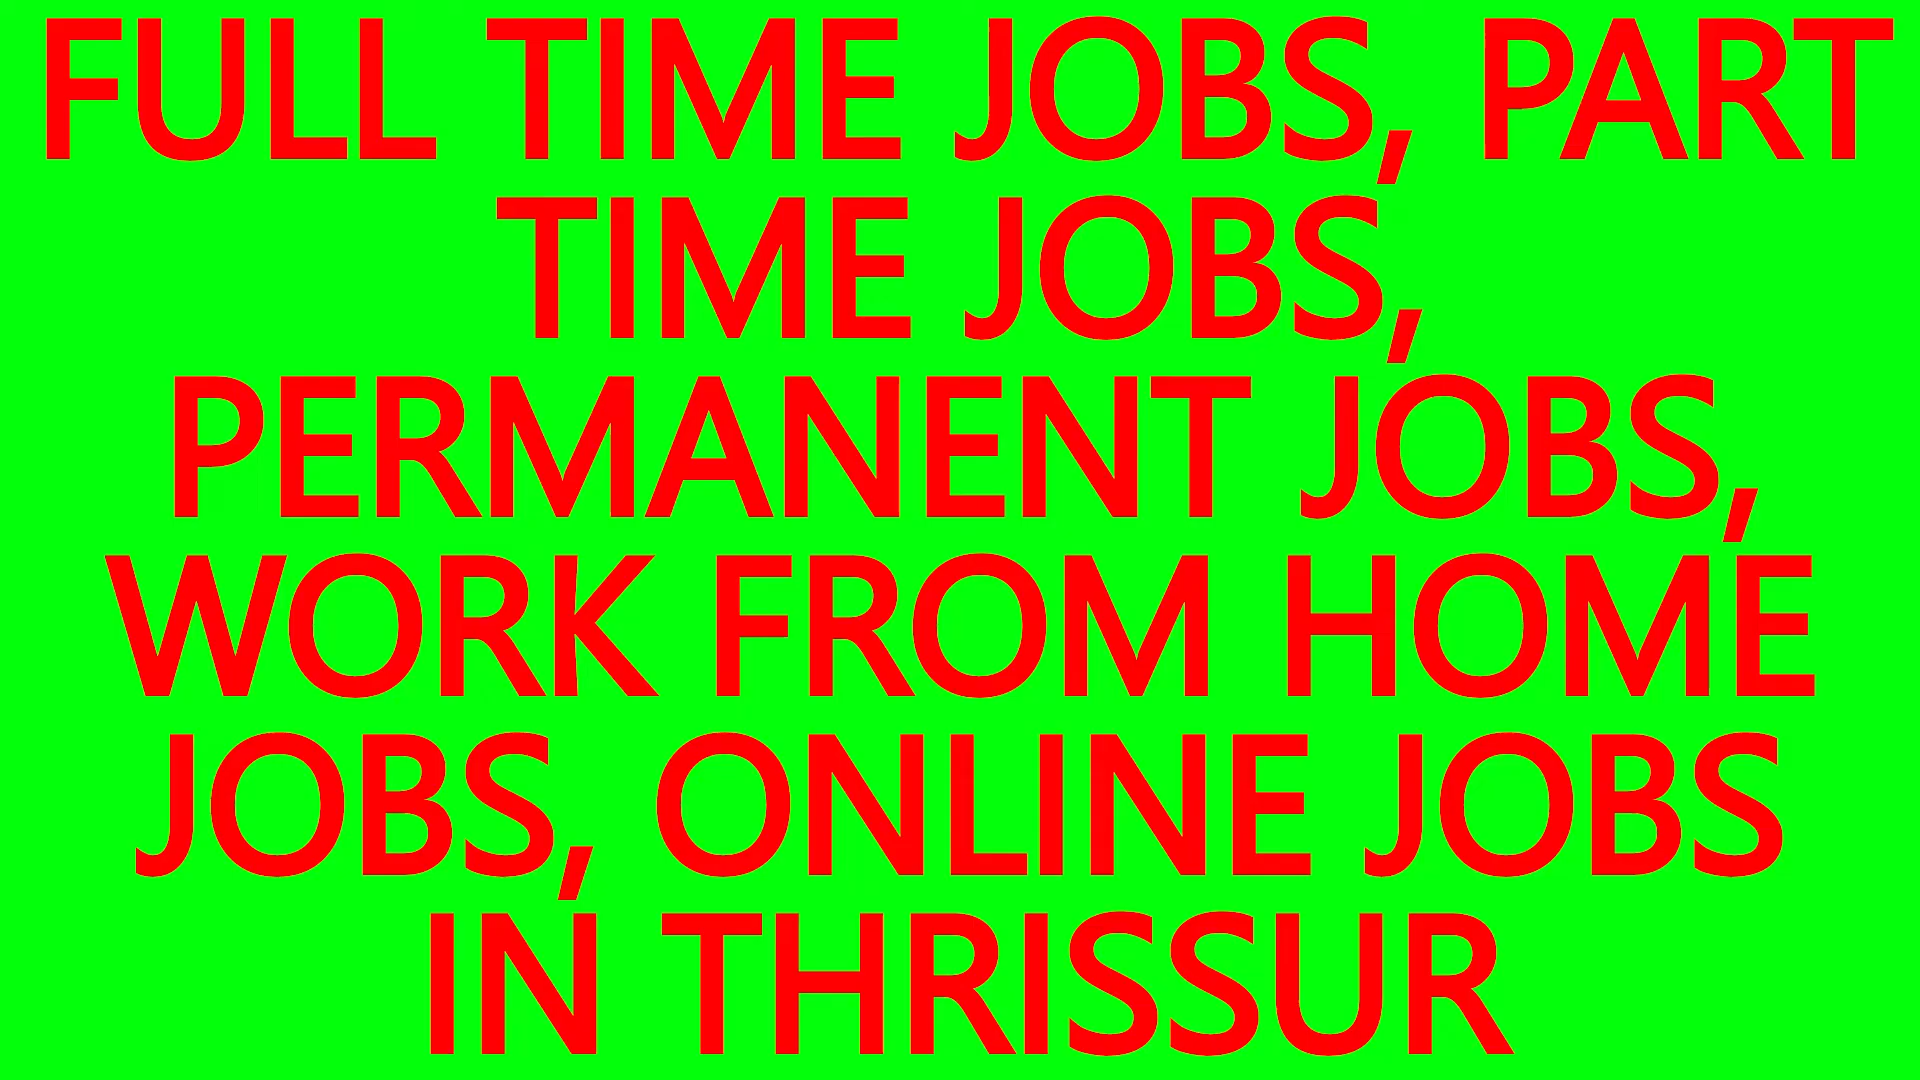 FULL TIME JOBS, PART
TIME JOBS,
PERMANENT JOBS,
WORK FROM HOME
JOBS, ONLINE JOBS
IN THRISSUR